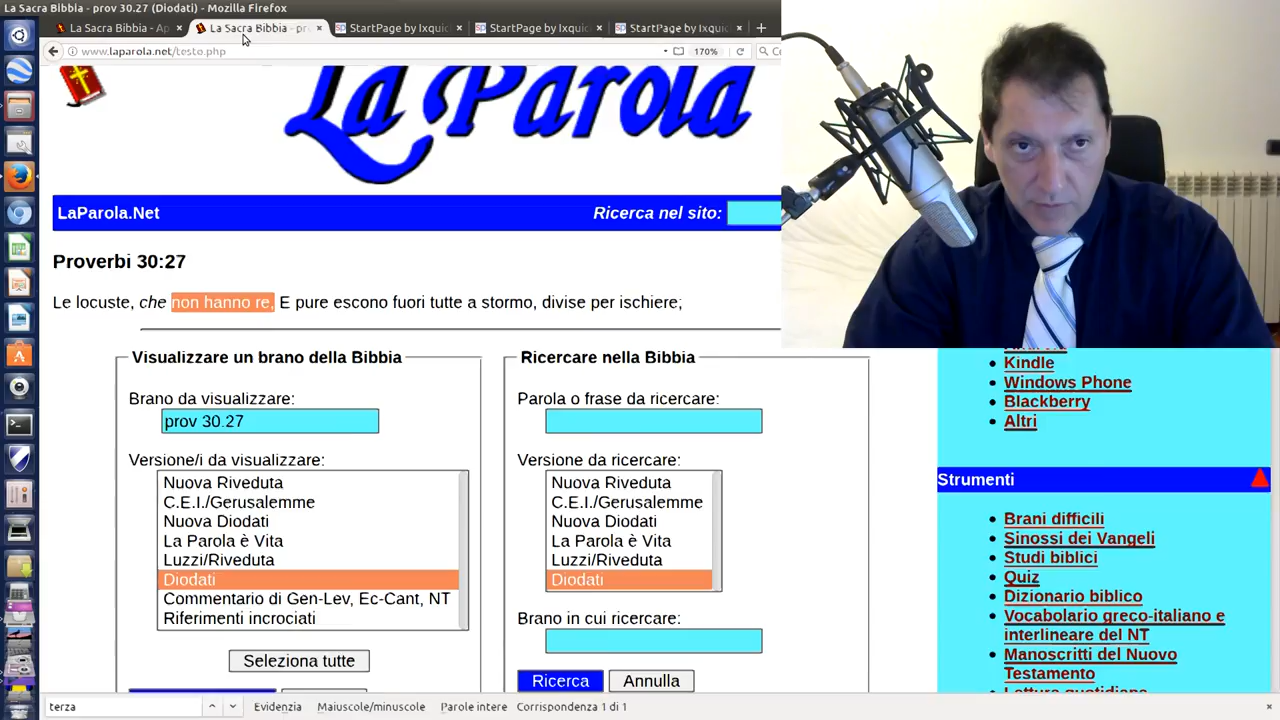 La Sacra Bibbia - prov 30.27 (Diodati) - Mozilla Firefox
La Sacra Bibbia - Ap
La Sacra Bibbia - pr
StartPage by Ixquic
StartPage by Ixquic
StartPage by Ixquic
www.laparola.net/testo.php
170%
La Parola
LaParola.Net
Ricerca nel sito:
Proverbi 30:27
Le locuste, che non hanno re, E pure escono fuori tutte a stormo, divise per ischiere;
Visualizzare un brano della Bibbia
Brano da visualizzare:
prov 30.27
Versione/i da visualizzare:
Nuova Riveduta
C.E.I./Gerusalemme
Nuova Diodati
La Parola è Vita
Luzzi/Riveduta
Diodati
Commentario di Gen-Lev, Ec-Cant, NT
Riferimenti incrociati
Seleziona tutte
Ricercare nella Bibbia
Parola o frase da ricercare:
Versione da ricercare:
Nuova Riveduta
C.E.I./Gerusalemme
Nuova Diodati
La Parola è Vita
Luzzi/Riveduta
Diodati
Brano in cui ricercare:
Ricerca
Annulla
Kindle
Windows Phone
Blackberry
Altri
Strumenti
Brani difficili
Sinossi dei Vangeli
Studi biblici
Quiz
Dizionario biblico
Vocabolario greco-italiano e
interlineare del NT
Manoscritti del Nuovo
Testamento
terza
Evidenzia
Maiuscole/minuscole
Parole intere
Corrispondenza 1 di 1